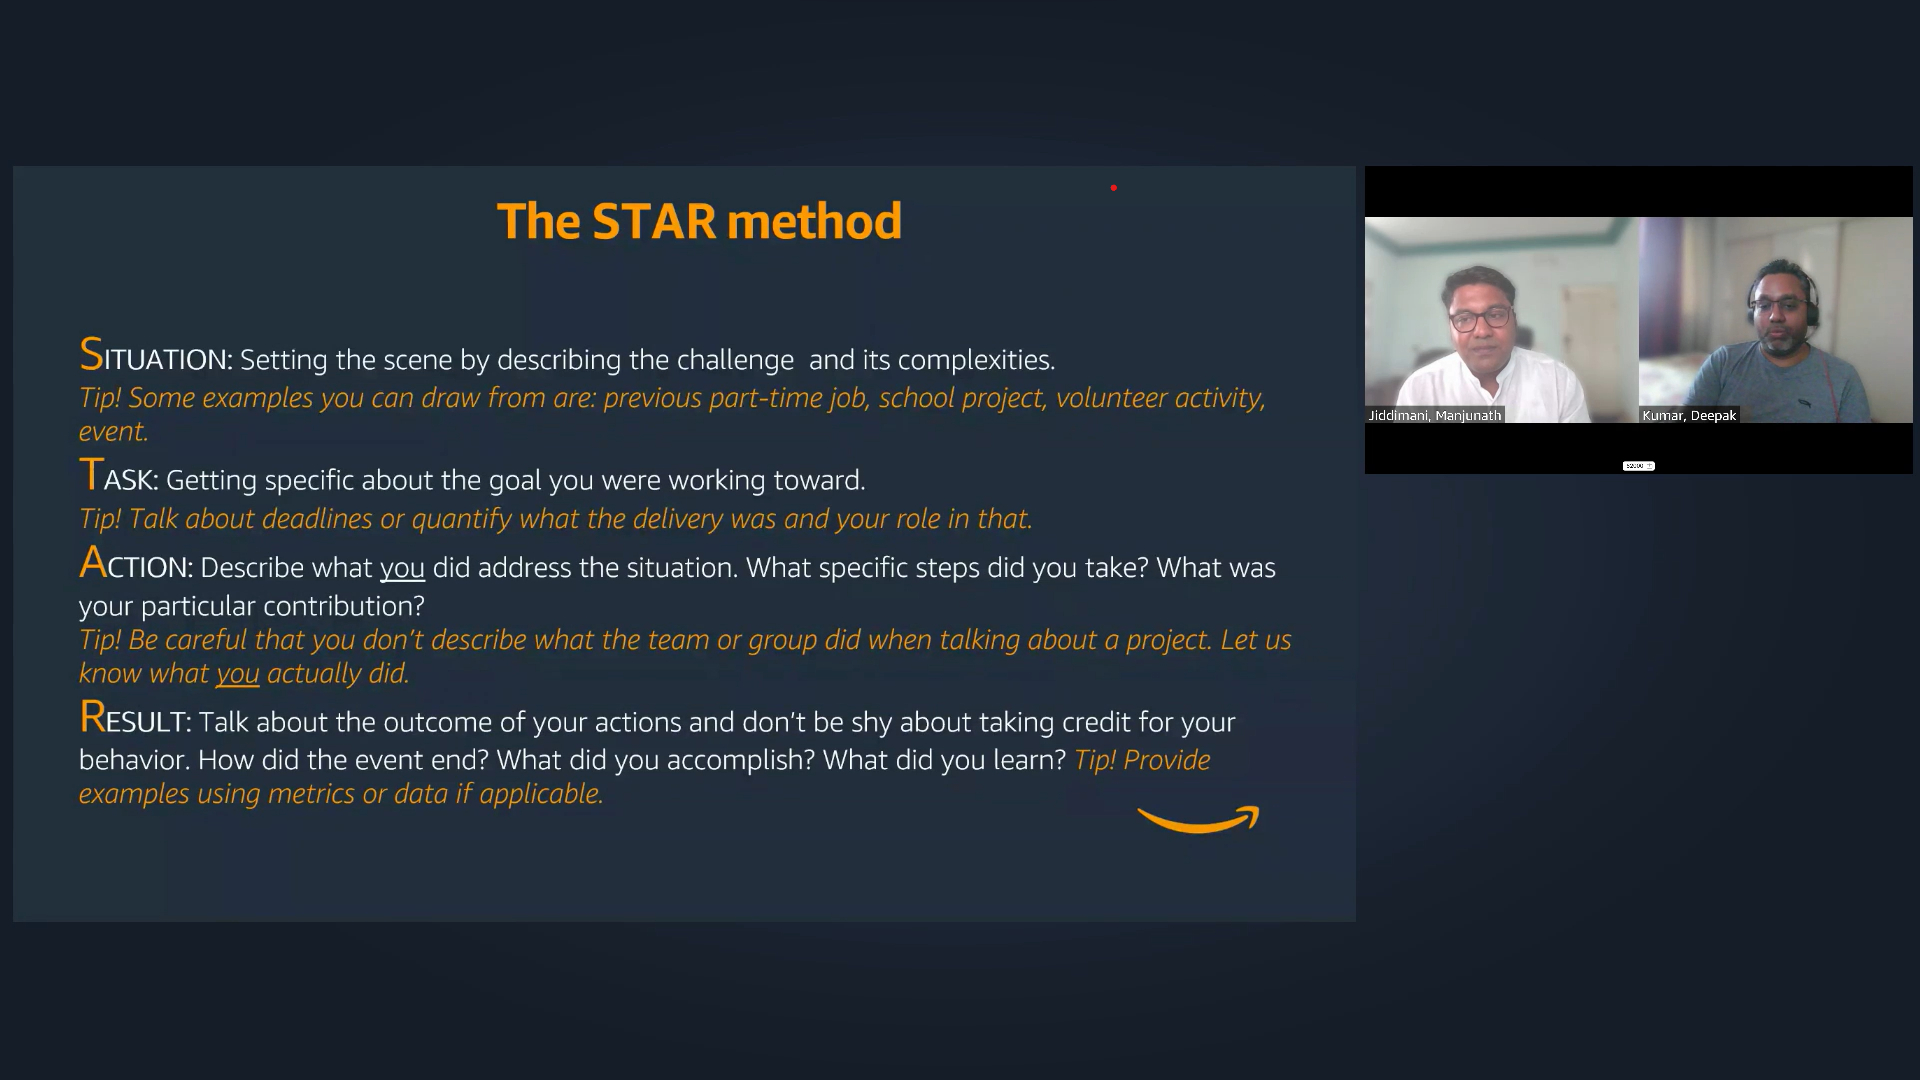 The STAR method
SITUATION: Setting the scene by describing the challenge  and its complexities.
Tip! Some examples you can draw from are: previous part-time job, school project, volunteer activity,
event.
TASK: Getting specific about the goal you were working toward.
Tip! Talk about deadlines or quantify what the delivery was and your role in that.
ACTION: Describe what you did address the situation. What specific steps did you take? What was
your particular contribution?
Tip! Be careful that you don’t describe what the team or group did when talking about a project. Let us
know what you actually did.
RESULT: Talk about the outcome of your actions and don’t be shy about taking credit for your
behavior. How did the event end? What did you accomplish? What did you learn? Tip! Provide
examples using metrics or data if applicable.
Jiddimani, Manjunath
Kumar, Deepak